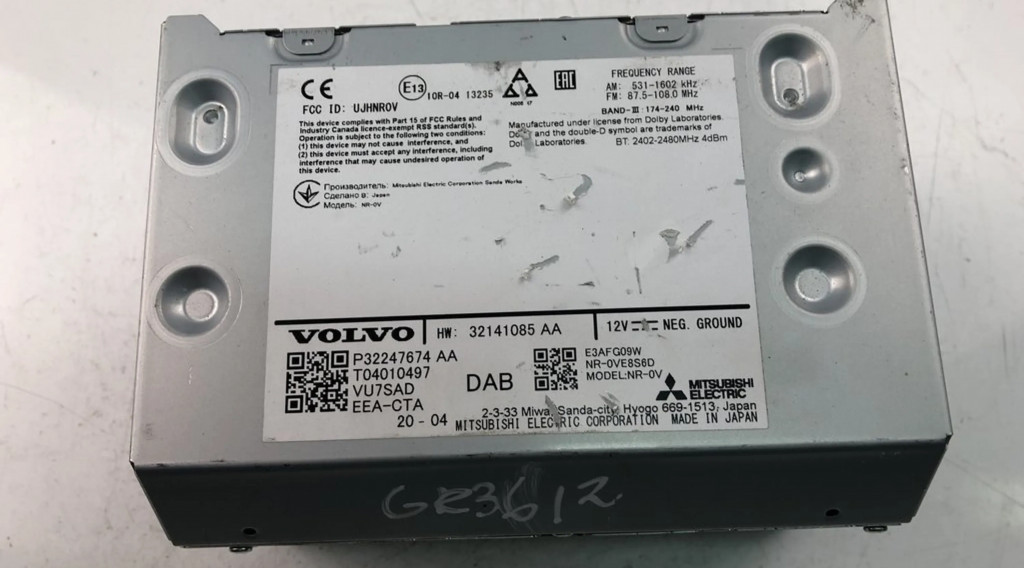 CE E13 10R-04 13235
N006 17
EAC
FREQUENCY RANGE
AM: 531-1602 kHz
FM: 87.5-108.0 MHz
BAND-III: 174-240 MHz
FCC ID: UJHNR0V
This device complies with Part 15 of FCC Rules and
Industry Canada licence-exempt RSS standard(s).
Operation is subject to the following two conditions:
(1) this device may not cause interference, and
(2) this device must accept any interference, including
interference that may cause undesired operation of
this device.
Manufactured under license from Dolby Laboratories.
and the double-D symbol are trademarks of
Laboratories.
BT: 2402-2480MHz 4dBm
Производитель: Mitsubishi Electric Corporation Sanda Works
Сделано в: Japan
Модель: NR-0V
VOLVO HW: 32141085 AA 12V NEG. GROUND
P32247674 AA
T04010497
VU7SAD
EEA-CTA
20-04
DAB
E3AFG09W
NR-0VE8S6D
MODEL:NR-0V
MITSUBISHI
ELECTRIC
2-3-33 Miwa, Sanda-city, Hyogo 669-1513, Japan
MITSUBISHI ELECTRIC CORPORATION MADE IN JAPAN
GR3612